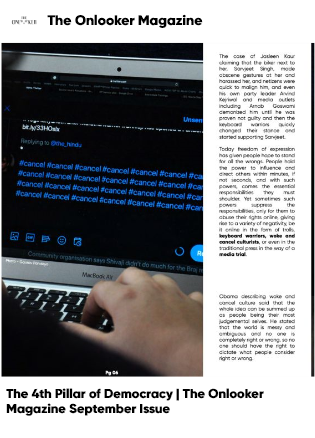 THE
ONLOOKER
The Onlooker Magazine
The case of Jasleen Kaur
claiming that the biker next to
her, Sarvjeet Singh, made
obscene gestures at her and
harassed her, and netizens were
quick to malign him, and even
his own party leader Arvind
Kejriwal and media outlets
including Arnab Goswami
demonised him until he was
proven not guilty and then the
keyboard warriors quickly
changed their stance and
started supporting Sarvjeet.
Today freedom of expression
has given people hope to stand
for all the wrongs. People hold
the power to influence and
direct others within minutes, if
not seconds, and with such
powers, comes the essential
responsibilities they must
shoulder. Yet sometimes such
powers suppress the
responsibilities, only for them to
abuse their rights online, giving
rise to a variety of negativity, be
it online in the form of trolls,
keyboard warriors, woke and
cancel culturists, or even in the
traditional press in the way of a
media trial.
Obama describing woke and
cancel culture said that the
whole idea can be summed up
as people being their most
judgemental selves. He stated
that the world is messy and
ambiguous and no one is
completely right or wrong, so no
one should have the right to
dictate what people consider
right or wrong.
Unsent
bit.ly/33HOals
Replying to @the_hindu
#cancel #cancel #cancel #cancel #cancel #cancel
#cancel #cancel #cancel #cancel #cancel #cancel
#cancel #cancel #cancel #cancel #cancel #cancel
#cancel #cancel #cancel #cancel #cancel #cancel
Community organisation says Shivaji didn't do much for the
MacBook Air
Pg 06
The 4th Pillar of Democracy | The Onlooker
Magazine September Issue